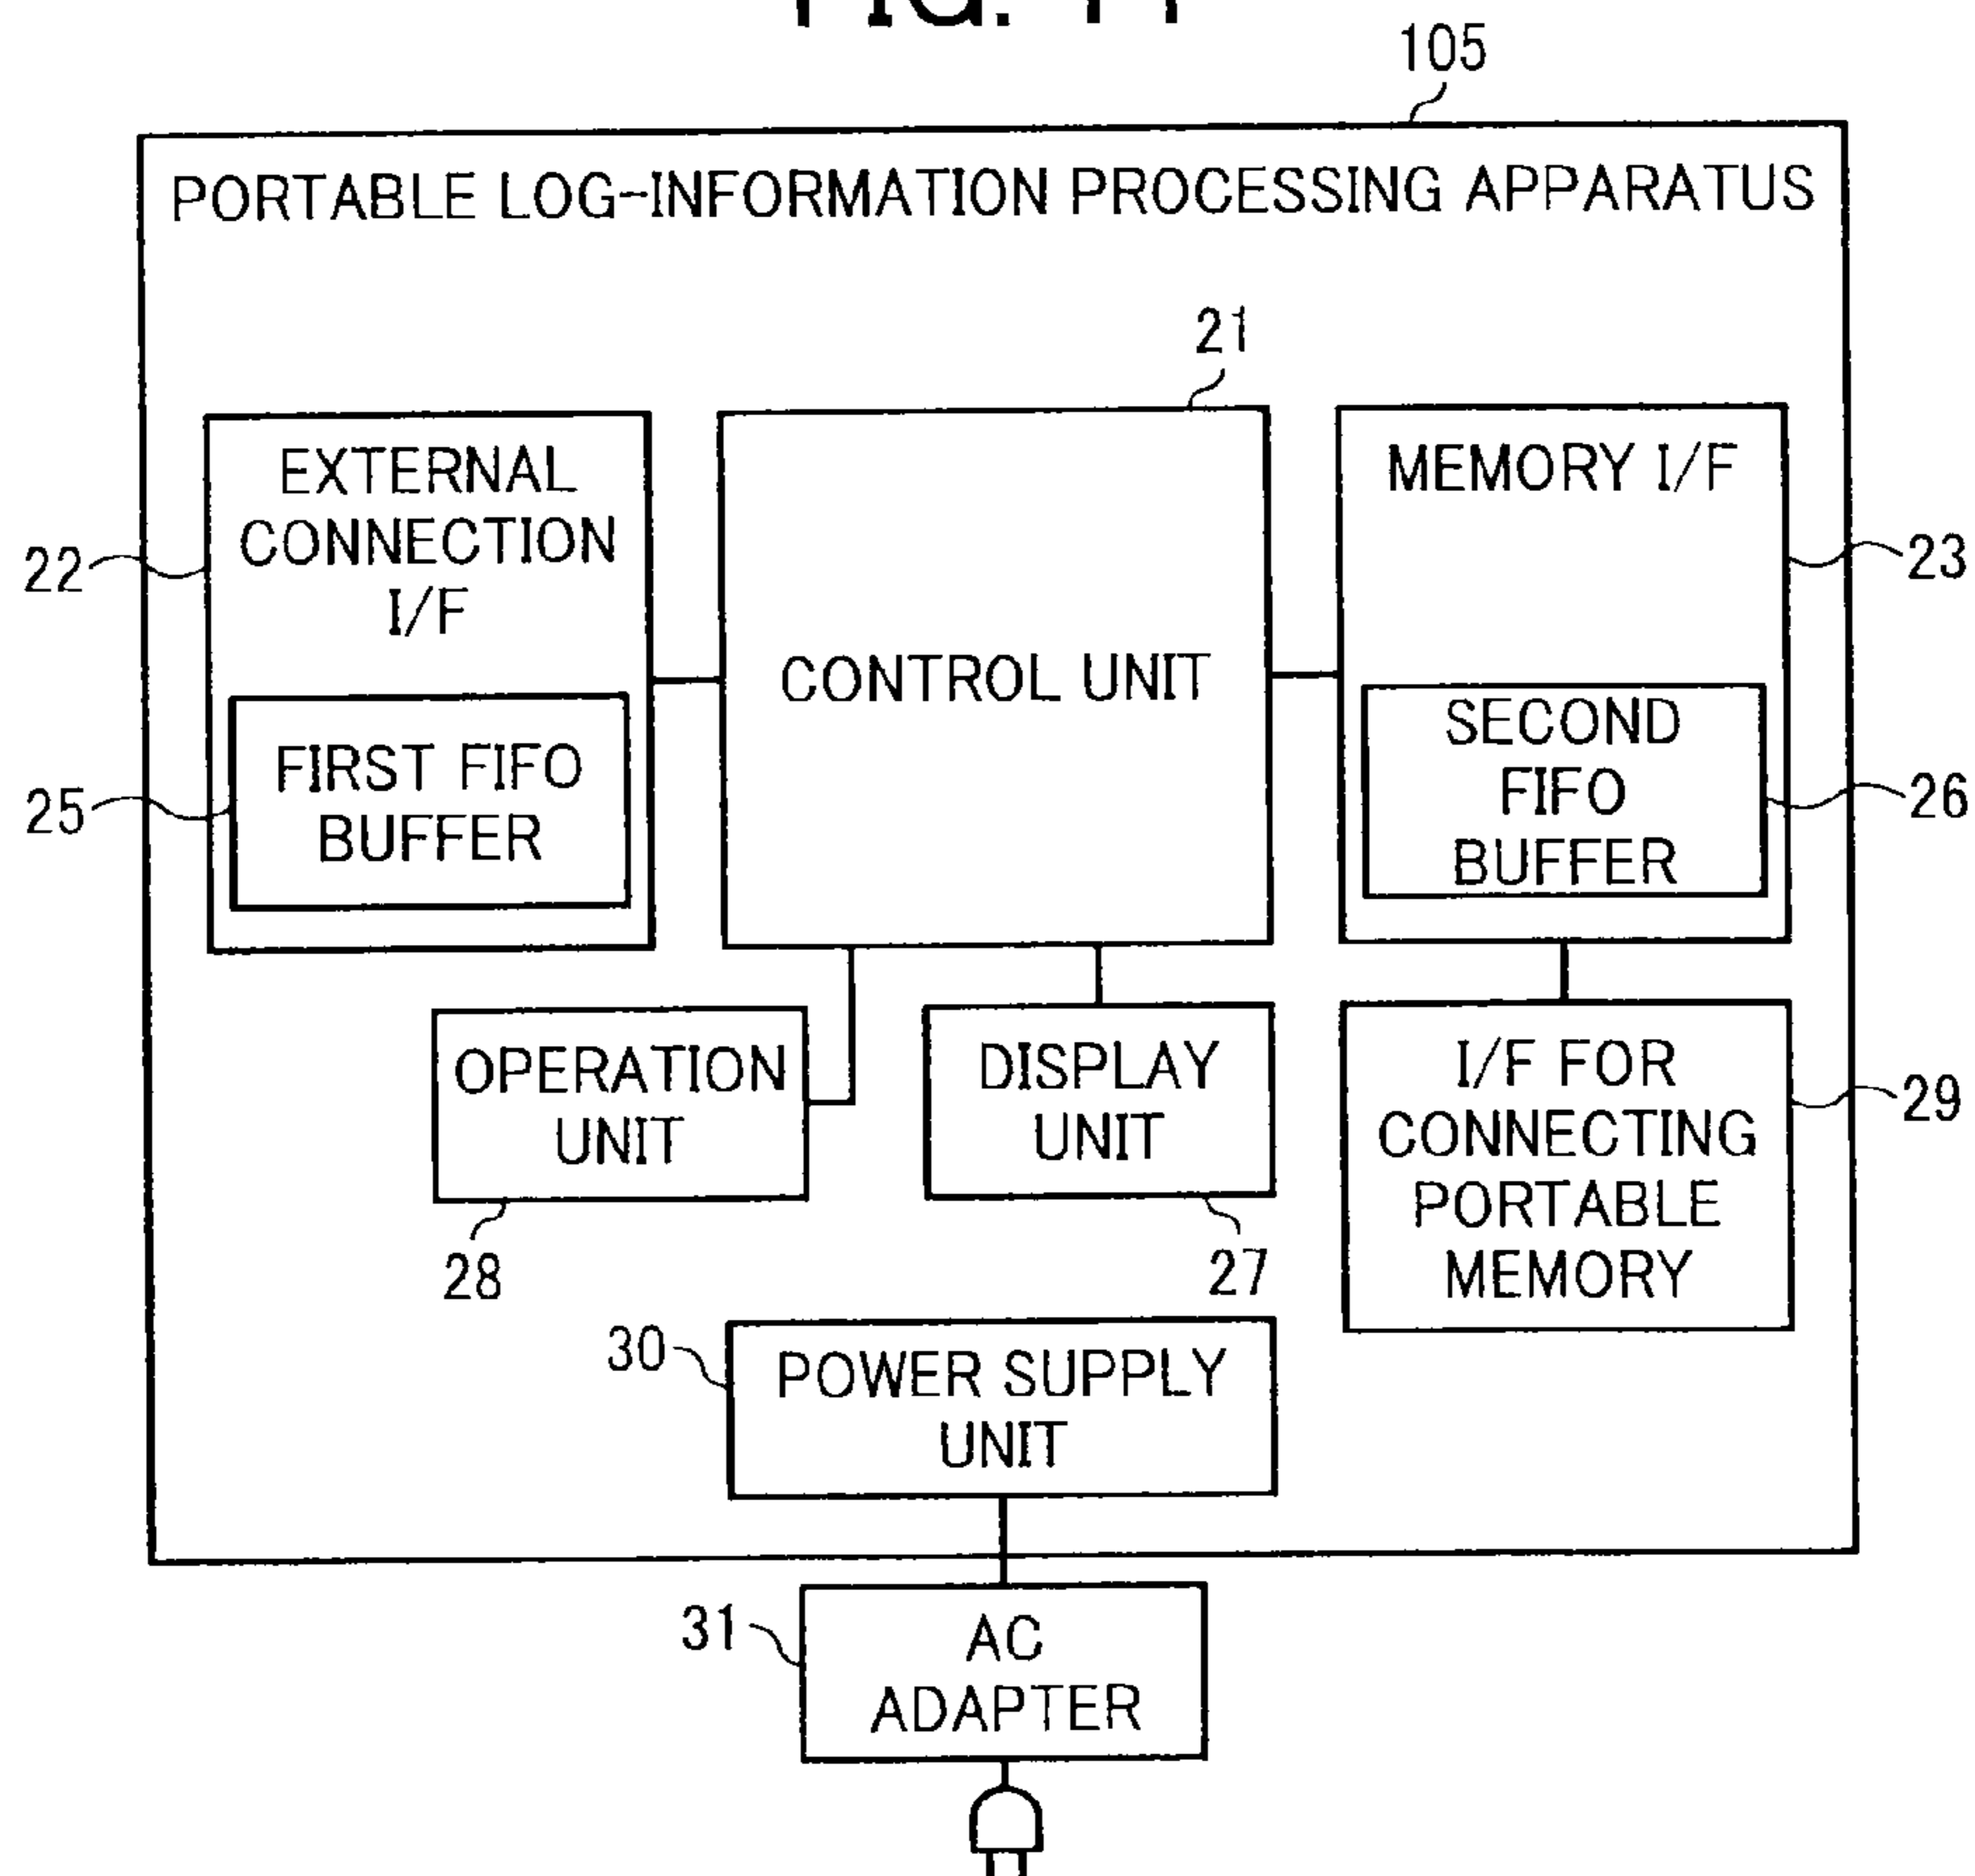 105
PORTABLE LOG-INFORMATION PROCESSING APPARATUS
21
EXTERNAL
CONNECTION
I/F
22
FIRST FIFO
BUFFER
25
CONTROL UNIT
MEMORY I/F
23
SECOND
FIFO
BUFFER
26
OPERATION
UNIT
28
DISPLAY
UNIT
27
I/F FOR
CONNECTING
PORTABLE
MEMORY
29
30
POWER SUPPLY
UNIT
31
AC
ADAPTER